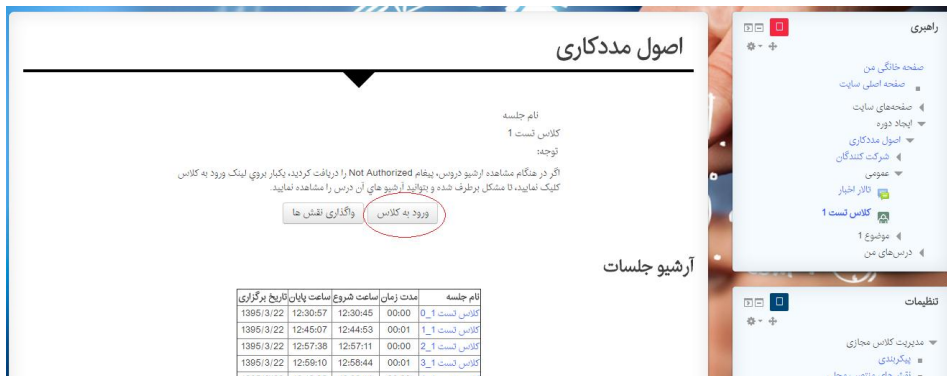 اصول مددکاری
نام جلسه
کلاس تست 1
توجه:
اگر در هنگام مشاهده ارشیو دروس، پیغام Not Authorized را دریافت کردید، یکبار بروي لینک ورود به کلاس
کلیک نمایید، تا مشکل برطرف شده و بتوانید آرشیو هاي آن درس را مشاهده نمایید.
ورود به کلاس واگذاری نقش ها
آرشیو جلسات
نام جلسه مدت زمان ساعت شروع ساعت پایان تاریخ برگزاری
کلاس تست 1_0 00:00 12:30:45 12:30:57 1395/3/22
کلاس تست 1_1 00:01 12:44:53 12:45:07 1395/3/22
کلاس تست 1_2 00:00 12:57:11 12:57:38 1395/3/22
کلاس تست 1_3 00:01 12:58:44 12:59:10 1395/3/22
راهبری
صفحه خانگی من
صفحه اصلی سایت
صفحه‌های سایت
ایجاد دوره
اصول مددکاری
شرکت کنندگان
عمومی
تالار اخبار
کلاس تست 1
موضوع 1
درس‌های من
تنظیمات
مدیریت کلاس مجازی
پیکربندی